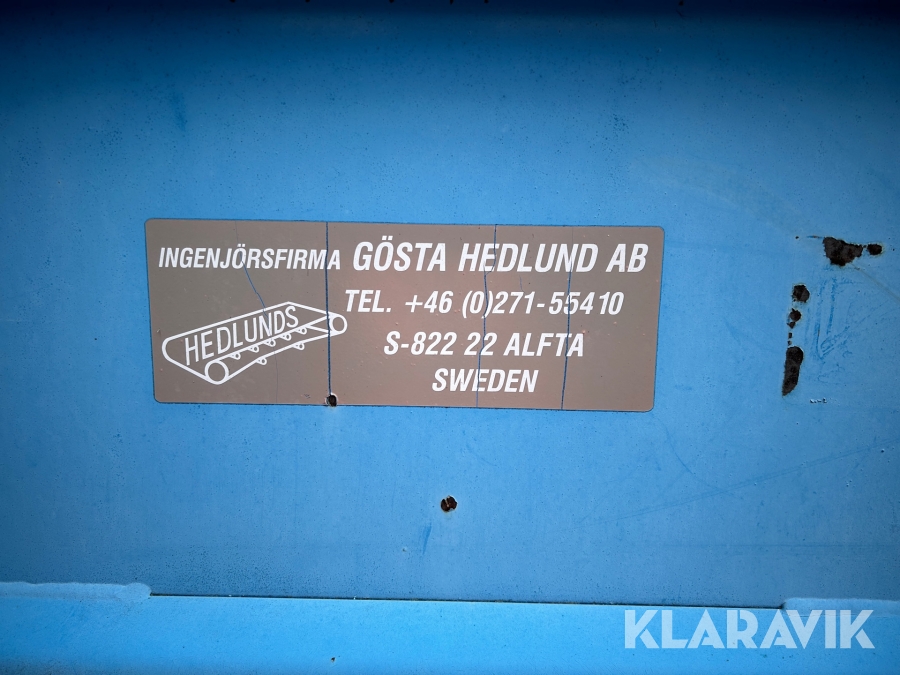 INGENJÖRSFIRMA GÖSTA HEDLUND AB
TEL. +46 (0)271-55410
HEDLUNDS
S-822 22 ALFTA
SWEDEN
KLARAVIK